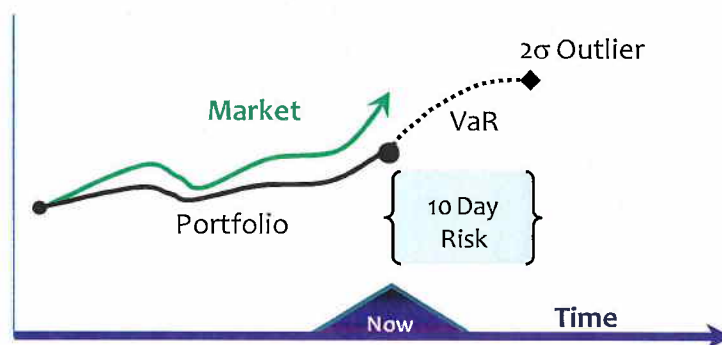 2σ Outlier
Market
VaR
10 Day
Risk
Portfolio
Now
Time